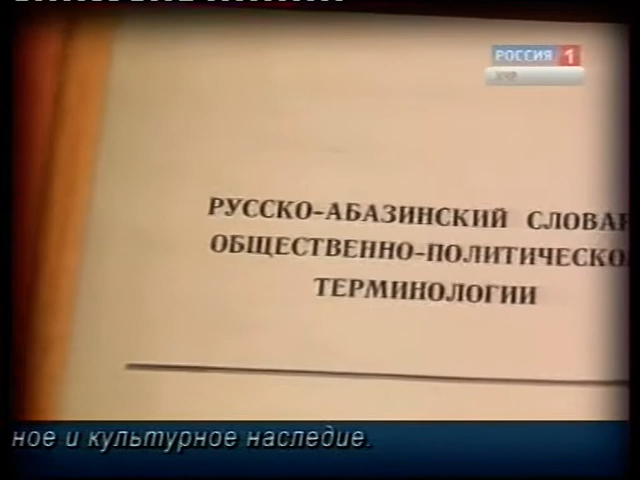 РОССИЯ 1
РУССКО-АБАЗИНСКИЙ СЛОВАР
ОБЩЕСТВЕННО-ПОЛИТИЧЕСКО
ТЕРМИНОЛОГИИ
ное и культурное наследие.